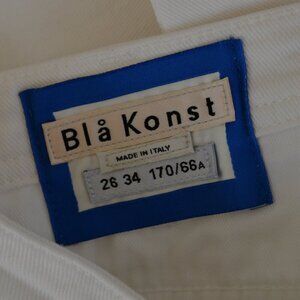 Blå Konst
MADE IN ITALY
26 34 170/66A